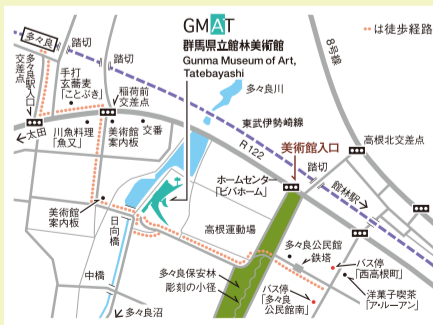 GMAT
群馬県立館林美術館
Gunma Museum of Art,
Tatebayashi
は徒歩経路
多々良
踏切
踏切
8号線
多々良駅入口
交差点
手打
玄蕎麦
「ことぶき」
稲荷前
交差点
多々良川
東武伊勢崎線
太田
川魚料理
「魚又」
美術館
案内板
交番
R122
美術館入口
高根北交差点
踏切
館林駅
ホームセンター
「ビバホーム」
美術館
案内板
日向橋
高根運動場
多々良公民館
鉄塔
バス停
「西高根町」
中橋
多々良保安林
彫刻の小径
バス停
「多々良
公民館南」
洋菓子喫茶
「ア・ルーアン」
多々良沼